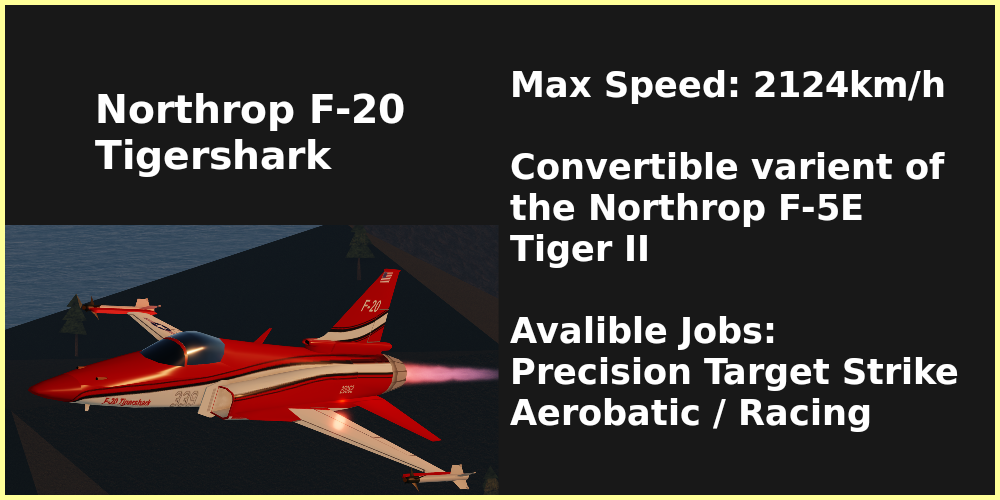 Northrop F-20
Tigershark
Max Speed: 2124km/h
Convertible varient of
the Northrop F-5E
Tiger II
Avalible Jobs:
Precision Target Strike
Aerobatic / Racing
F-20
F-20 Tigershark